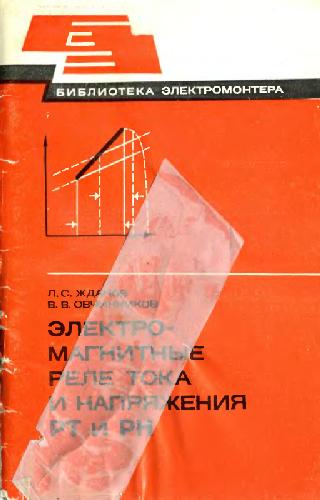 БИБЛИОТЕКА ЭЛЕКТРОМОНТЕРА
Л. С. ЖДАНОВ
В. В. ОВЧИННИКОВ
ЭЛЕКТРО-
МАГНИТНЫЕ
РЕЛЕ ТОКА
И НАПРЯЖЕНИЯ
РТ И РН